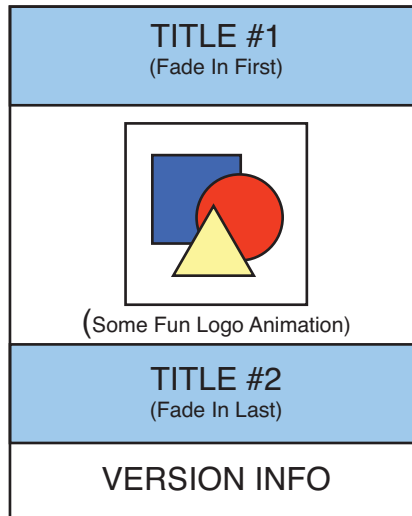 TITLE #1
(Fade In First)
(Some Fun Logo Animation)
TITLE #2
(Fade In Last)
VERSION INFO